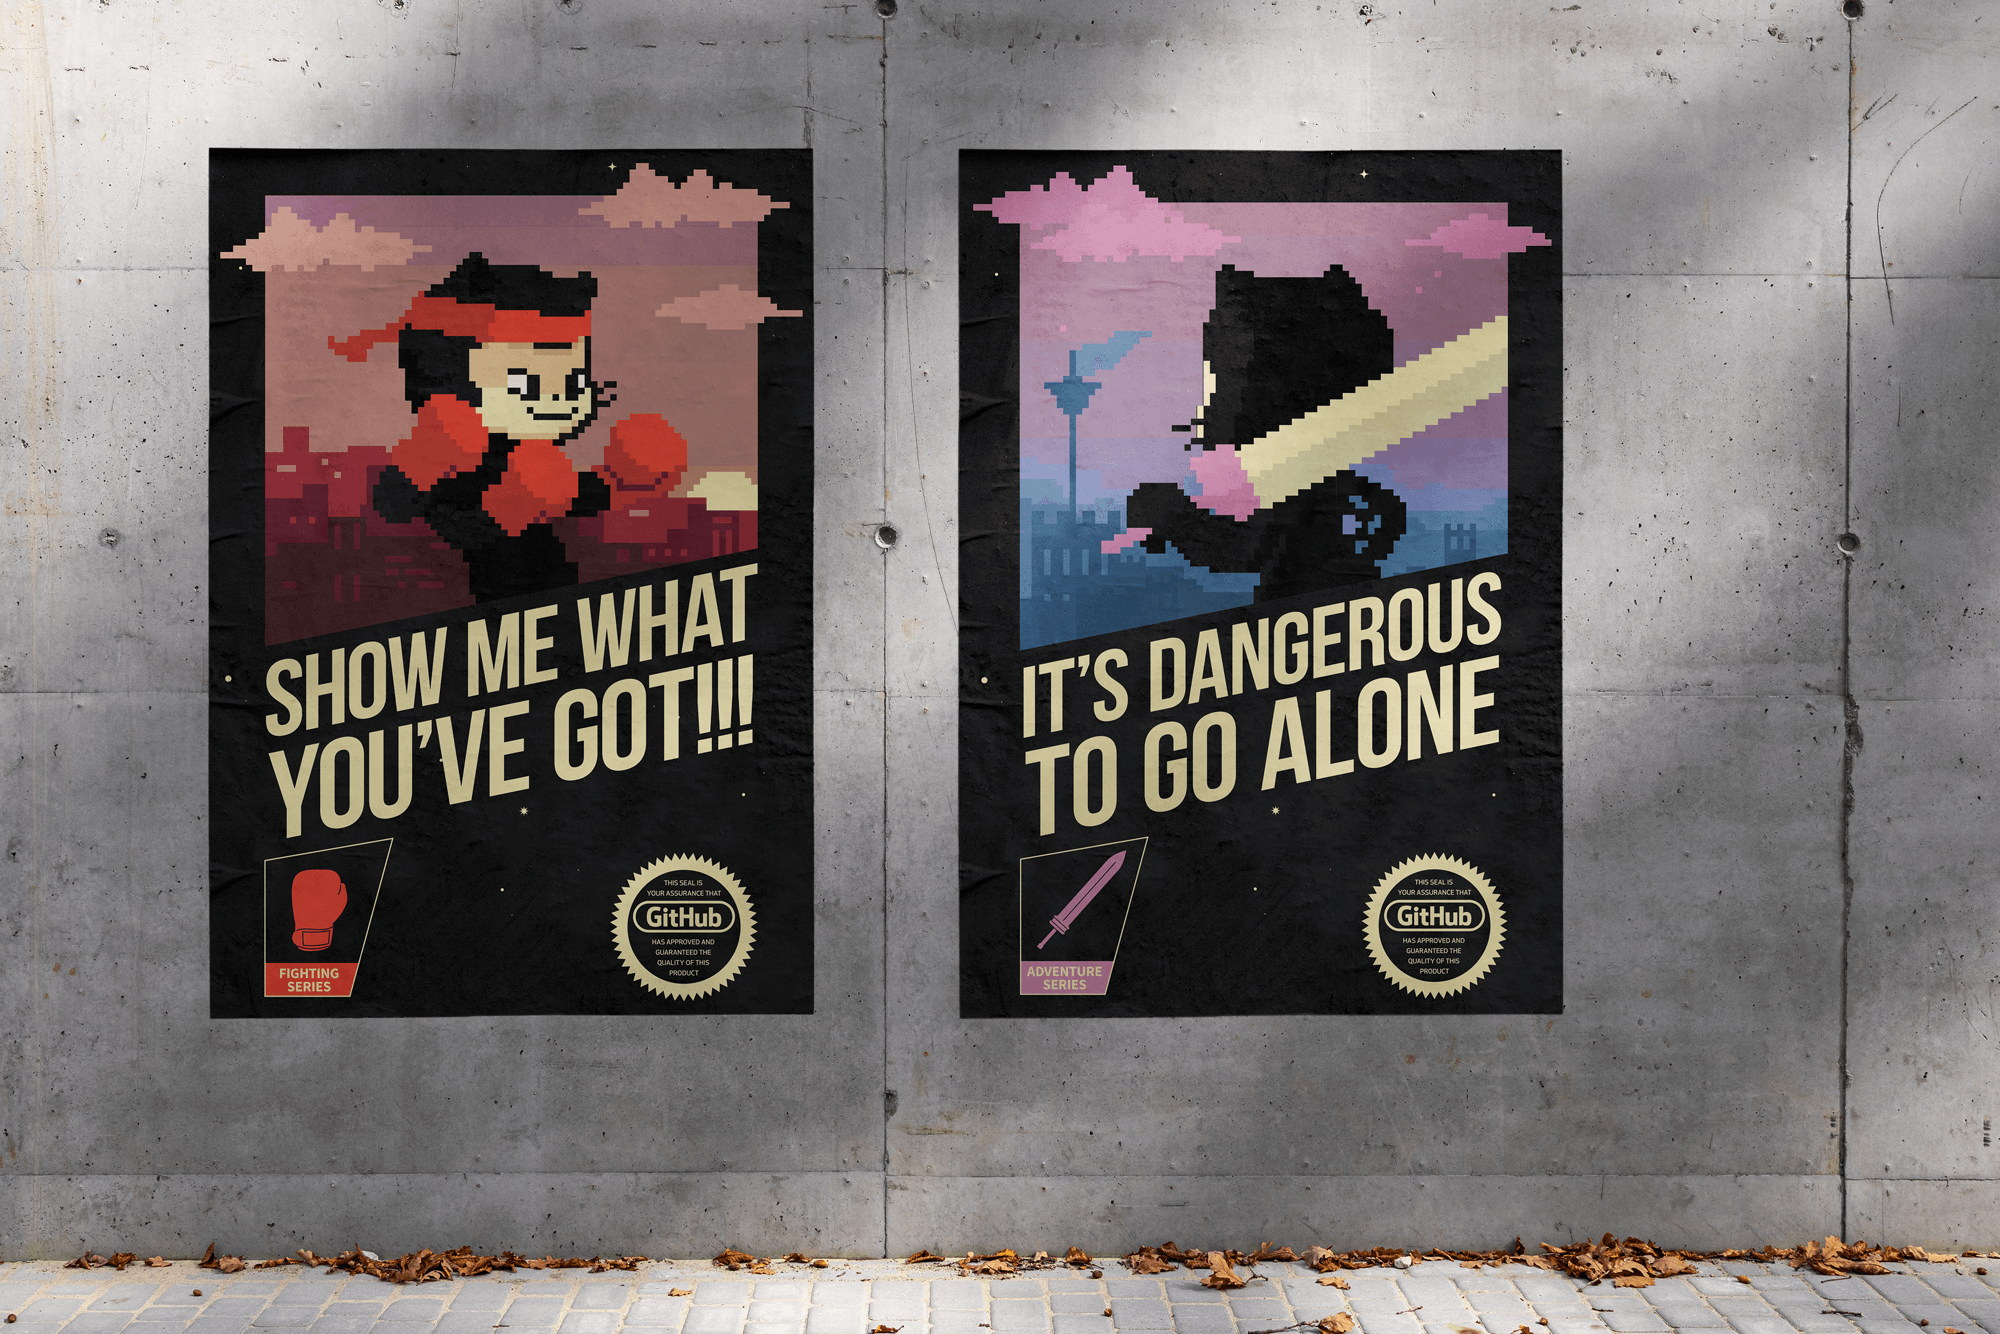 SHOW ME WHAT
YOU'VE GOT!!!
FIGHTING
SERIES
THIS SEAL IS
YOUR ASSURANCE THAT
GitHub
HAS APPROVED AND
GUARANTEED THE
QUALITY OF THIS
PRODUCT
IT'S DANGEROUS
TO GO ALONE
ADVENTURE
SERIES
THIS SEAL IS
YOUR ASSURANCE THAT
GitHub
HAS APPROVED AND
GUARANTEED THE
QUALITY OF THIS
PRODUCT